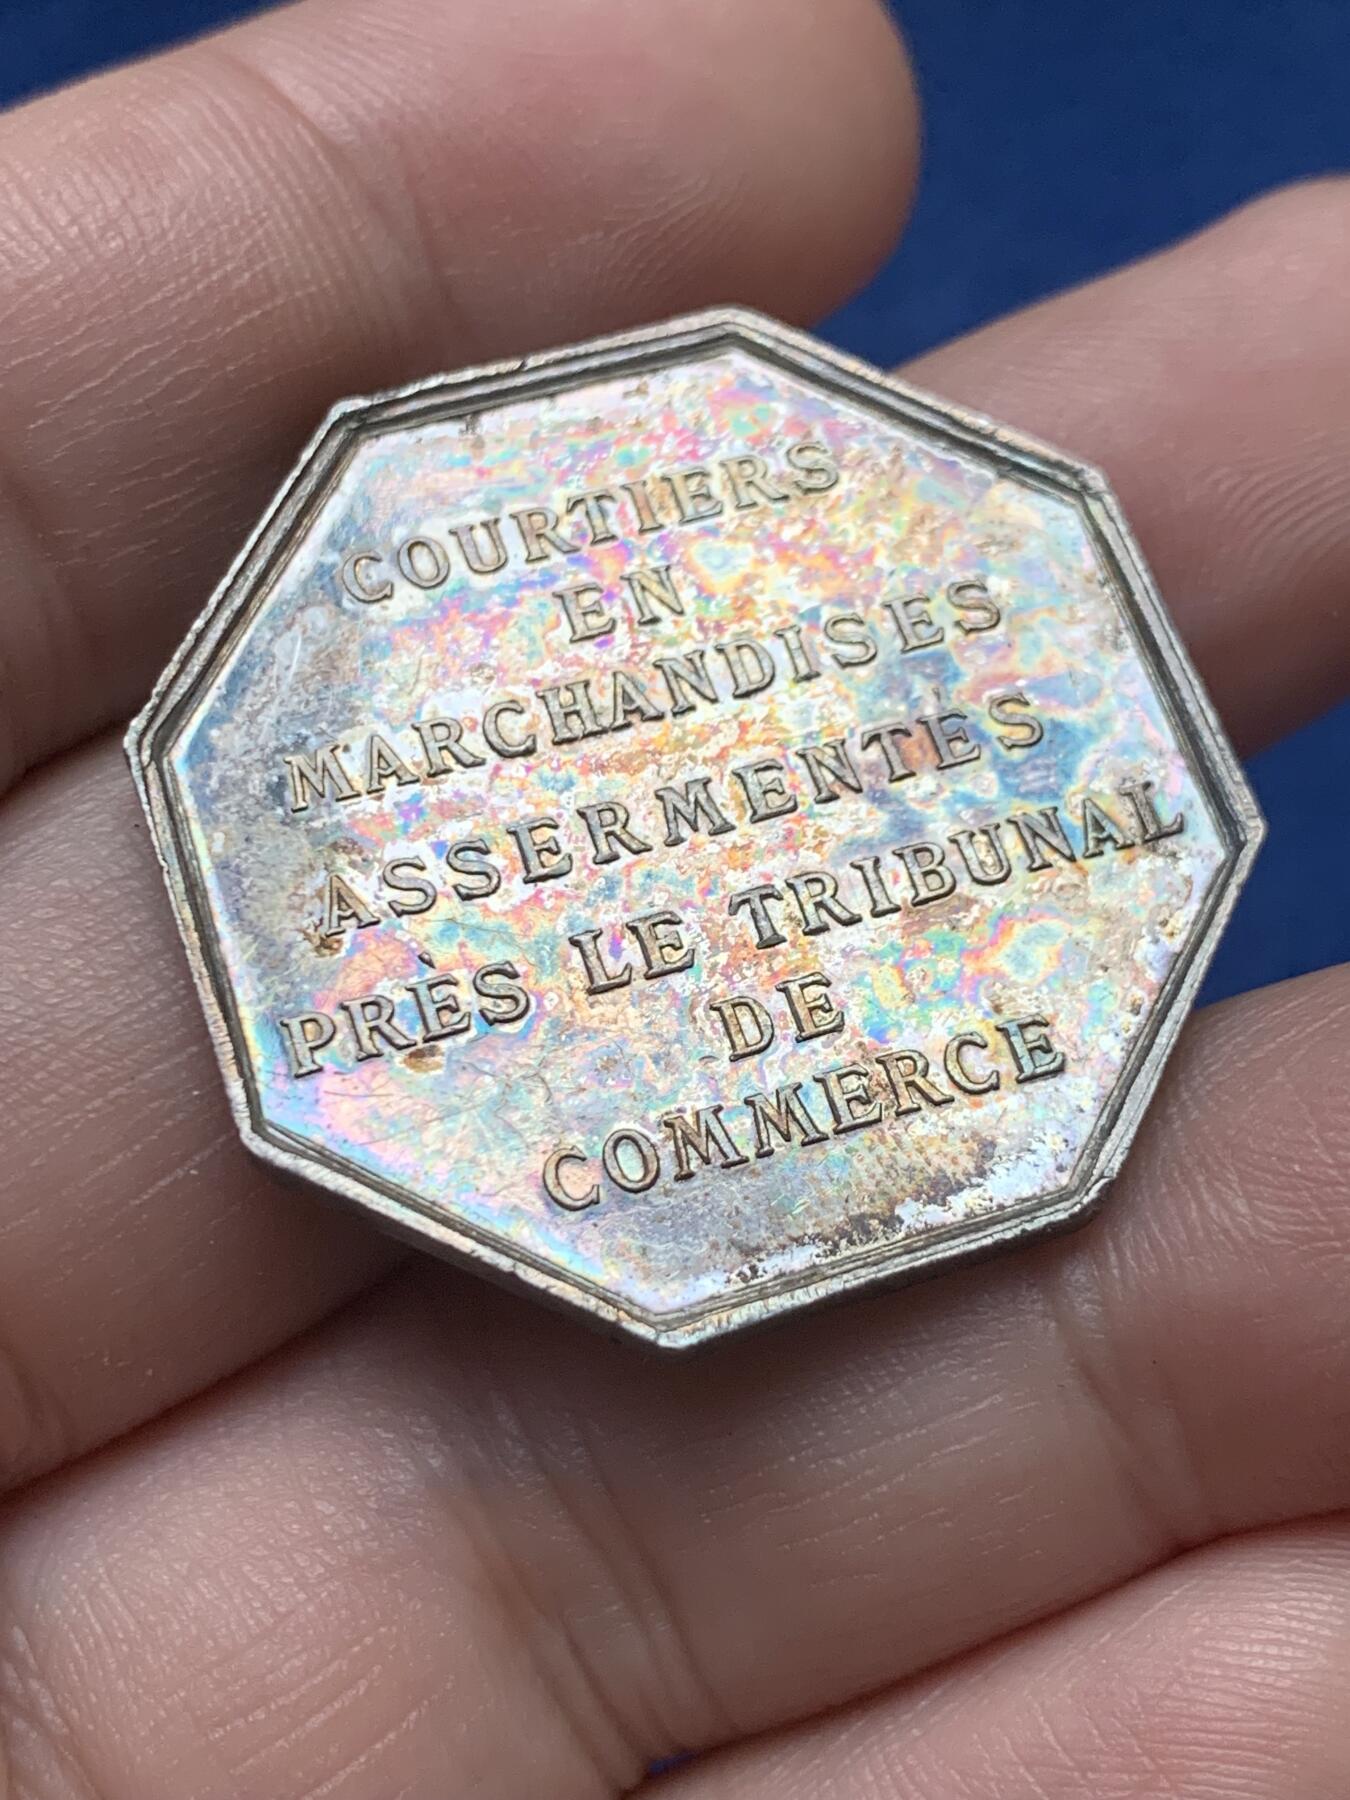 COURTIERS
EN
MARCHANDISES
ASSERMENTÉS
PRÈS LE TRIBUNAL
DE
COMMERCE